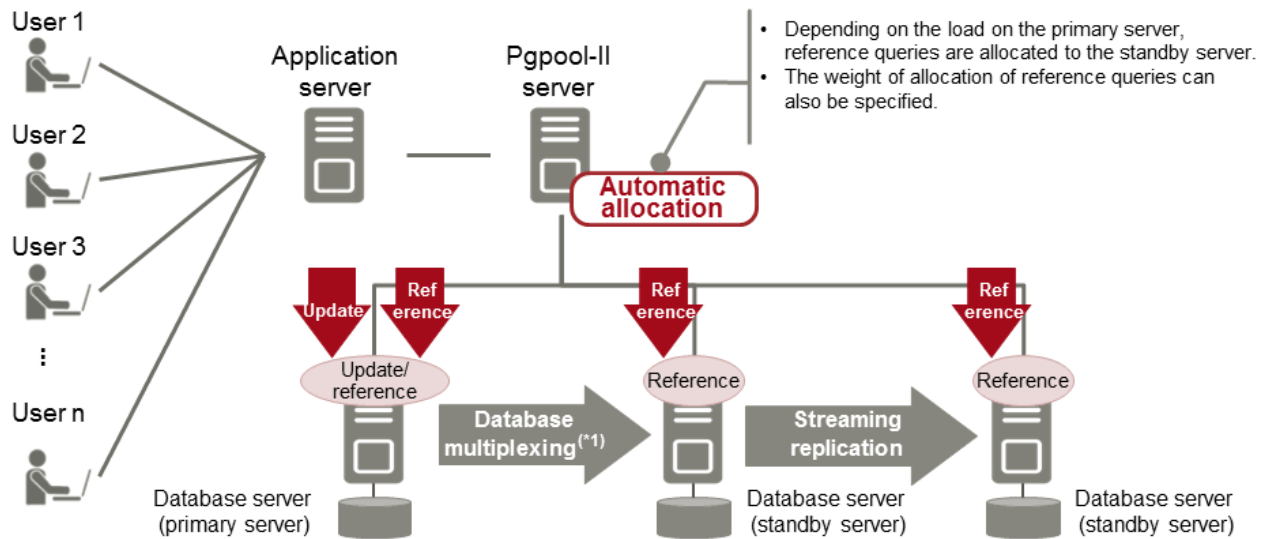 User 1
User 2
User 3
⋮
User n
Application
server
Pgpool-II
server
• Depending on the load on the primary server,
reference queries are allocated to the standby server.
• The weight of allocation of reference queries can
also be specified.
Automatic
allocation
Update
Ref
erence
Ref
erence
Ref
erence
Update/
reference
Reference
Reference
Database
multiplexing(*1)
Streaming
replication
Database server
(primary server)
Database server
(standby server)
Database server
(standby server)